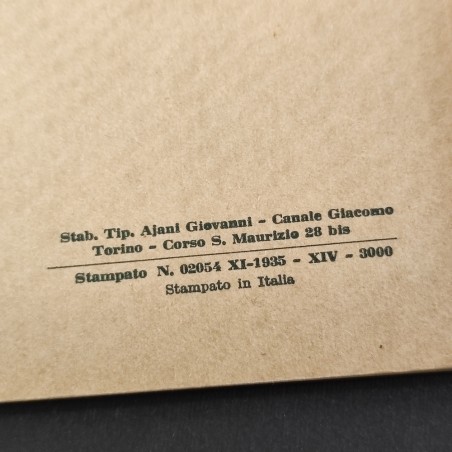 Stab. Tip. Ajani Giovanni - Canale Giacomo
Torino - Corso S. Maurizio 28 bis
Stampato N. 02054 XI-1935 - XIV - 3000
Stampato in Italia